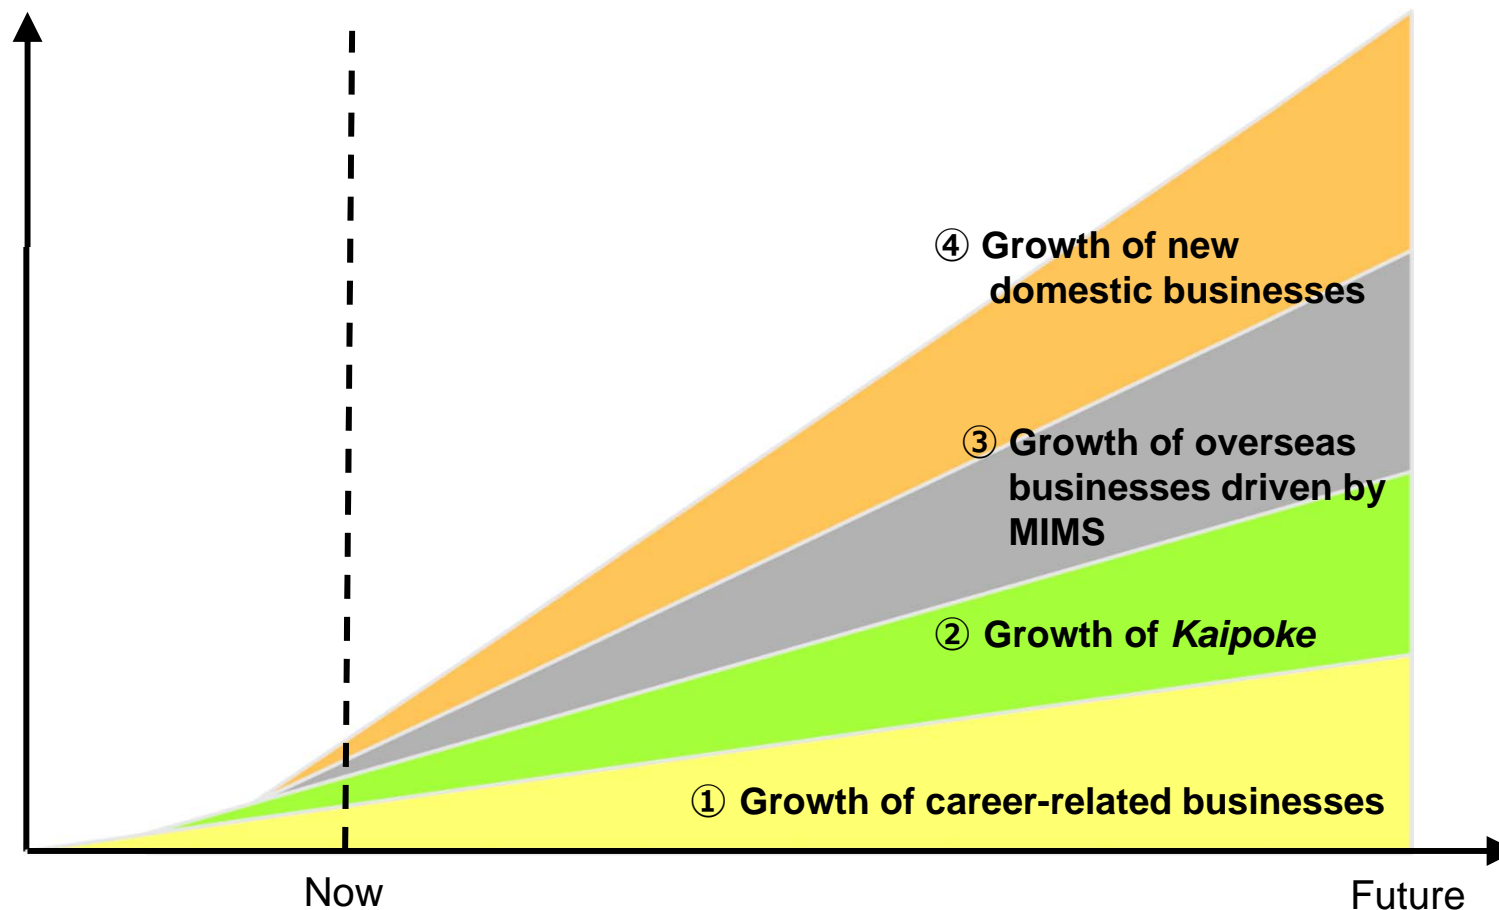 ④ Growth of new
domestic businesses
③ Growth of overseas
businesses driven by
MIMS
② Growth of Kaipoke
① Growth of career-related businesses
Now
Future